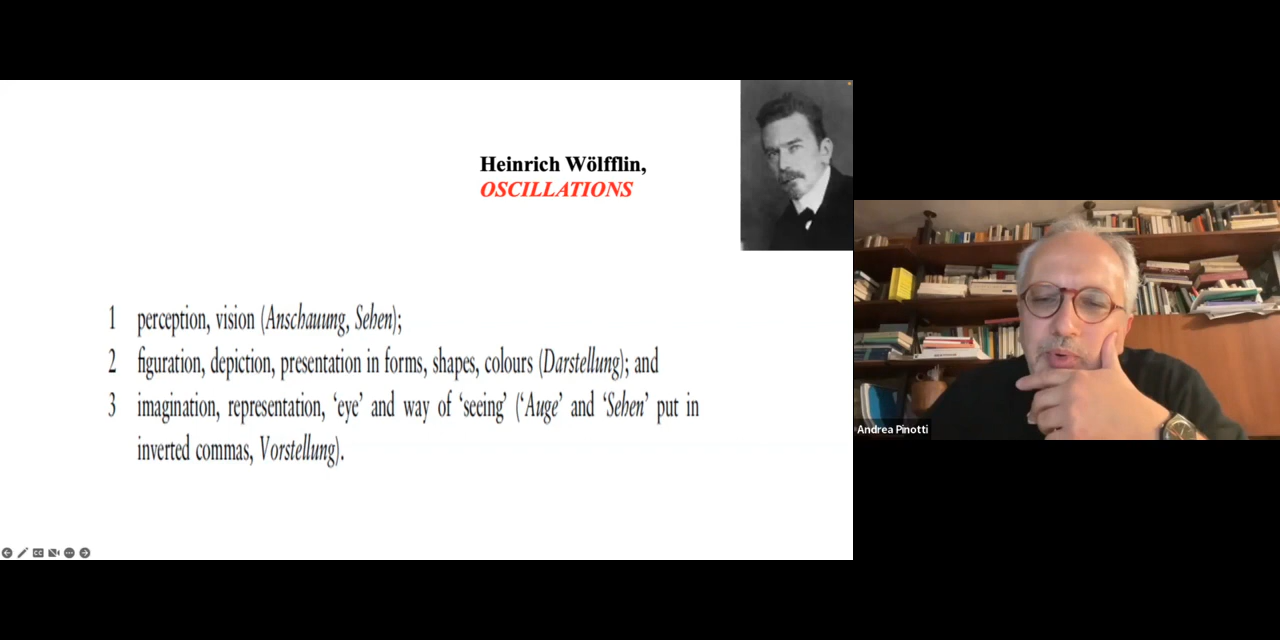 Heinrich Wölfflin,
OSCILLATIONS
1 perception, vision (Anschauung, Sehen);
2 figuration, depiction, presentation in forms, shapes, colours (Darstellung); and
3 imagination, representation, ‘eye’ and way of ‘seeing’ (‘Auge’ and ‘Sehen’ put in
inverted commas, Vorstellung).
Andrea Pinotti